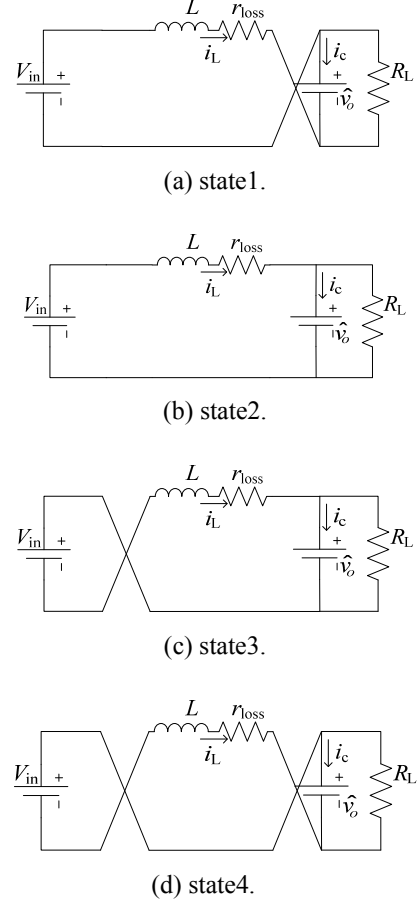 L r_loss
V_in + i_L i_c + R_L
v̂_o
(a) state1.
L r_loss
V_in + i_L i_c + R_L
v̂_o
(b) state2.
L r_loss
V_in + i_L i_c + R_L
v̂_o
(c) state3.
L r_loss
V_in + i_L i_c + R_L
v̂_o
(d) state4.